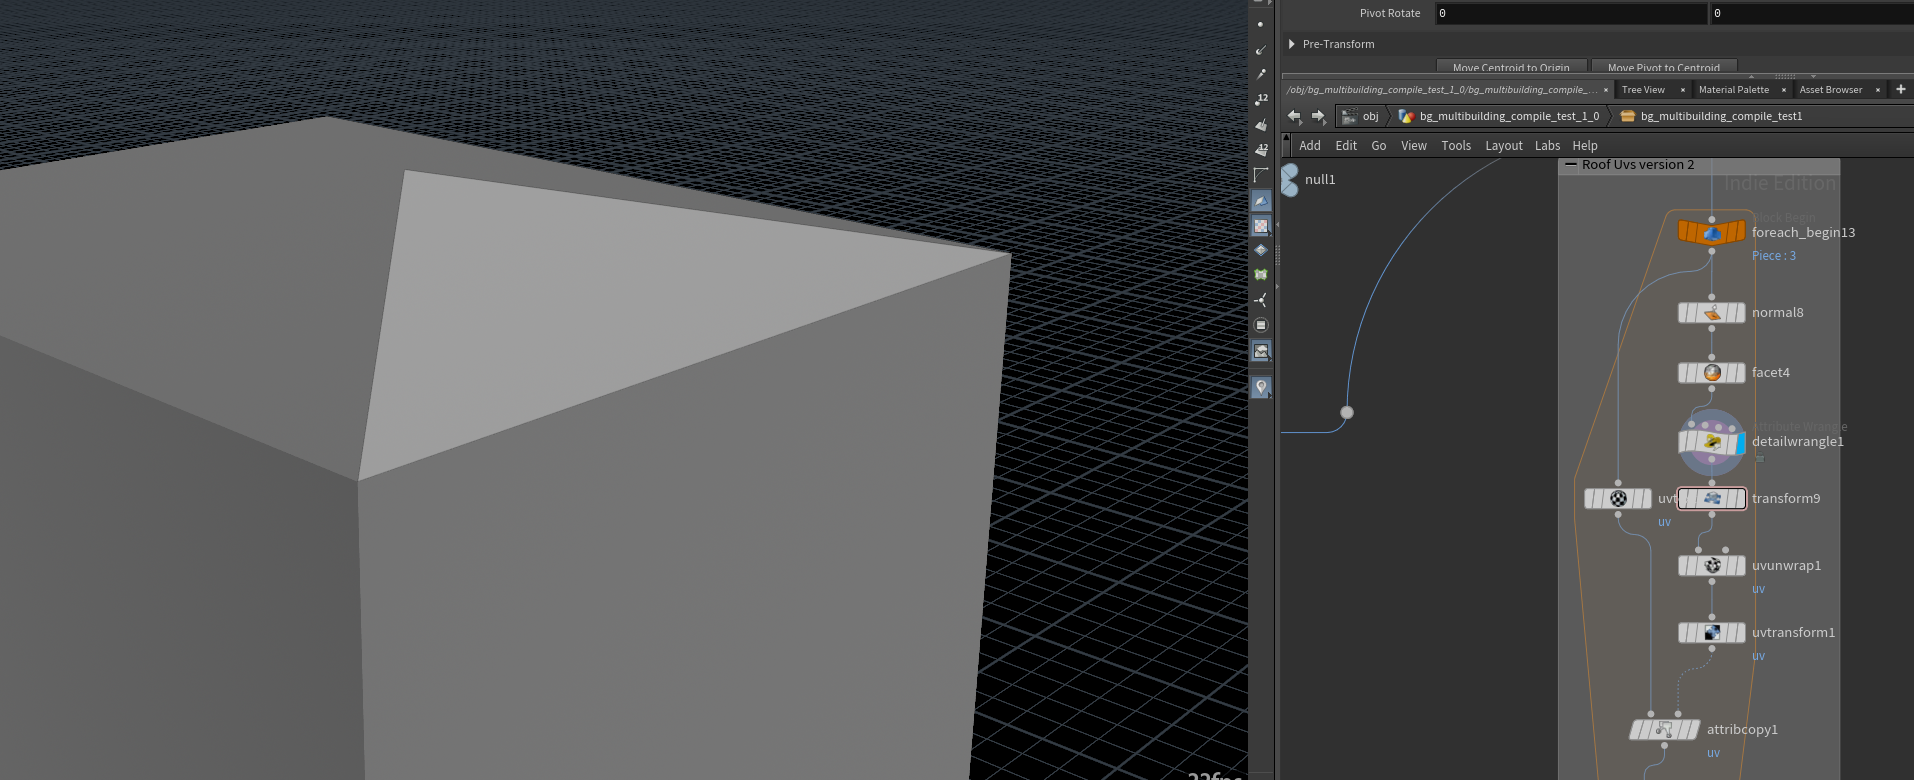 Pivot Rotate 0 0
Pre-Transform
Move Centroid to Origin Move Pivot to Centroid
/obj/bg_multibuilding_compile_test_1_0/bg_multibuilding_compile_... × Tree View × Material Palette × Asset Browser ×
obj bg_multibuilding_compile_test_1_0 bg_multibuilding_compile_test1
Add Edit Go View Tools Layout Labs Help
12
12
null1
Roof Uvs version 2
Indie Edition
Block Begin
foreach_begin13
Piece : 3
normal8
facet4
Attribute Wrangle
detailwrangle1
uvt
transform9
uv
uvunwrap1
uv
uvtransform1
uv
attribcopy1
uv